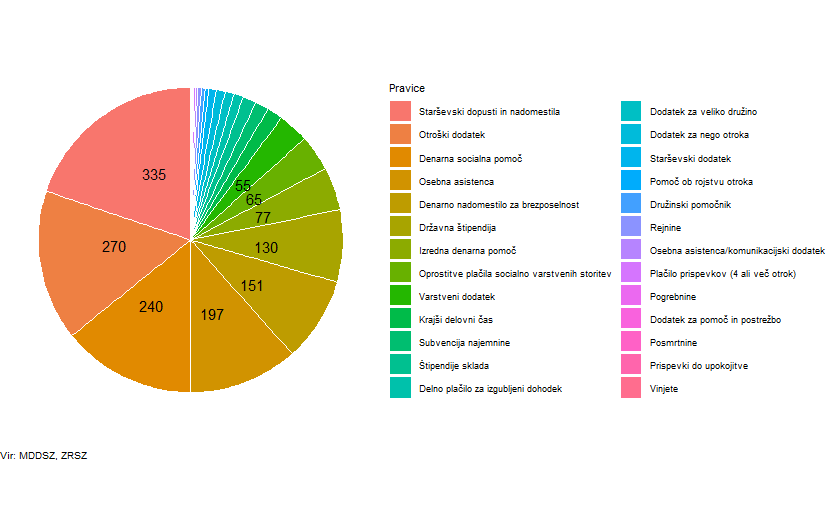 Pravice
Starševski dopusti in nadomestila
Otroški dodatek
Denarna socialna pomoč
Osebna asistenca
Denarno nadomestilo za brezposelnost
Državna štipendija
Izredna denarna pomoč
Oprostitve plačila socialno varstvenih storitev
Varstveni dodatek
Krajši delovni čas
Subvencija najemnine
Štipendije sklada
Delno plačilo za izgubljeni dohodek
Dodatek za veliko družino
Dodatek za nego otroka
Starševski dodatek
Pomoč ob rojstvu otroka
Družinski pomočnik
Rejnine
Osebna asistenca/komunikacijski dodatek
Plačilo prispevkov (4 ali več otrok)
Pogrebnine
Dodatek za pomoč in postrežbo
Posmrtnine
Prispevki do upokojitve
Vinjete
335
270
240
197
151
130
77
65
55
Vir: MDDSZ, ZRSZ